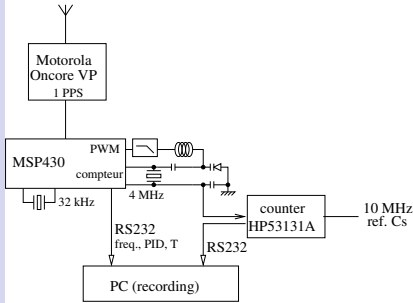 Motorola
Oncore VP
1 PPS
PWM
MSP430
compteur
4 MHz
32 kHz
counter
HP53131A
10 MHz
ref. Cs
RS232
freq., PID, T
RS232
PC (recording)